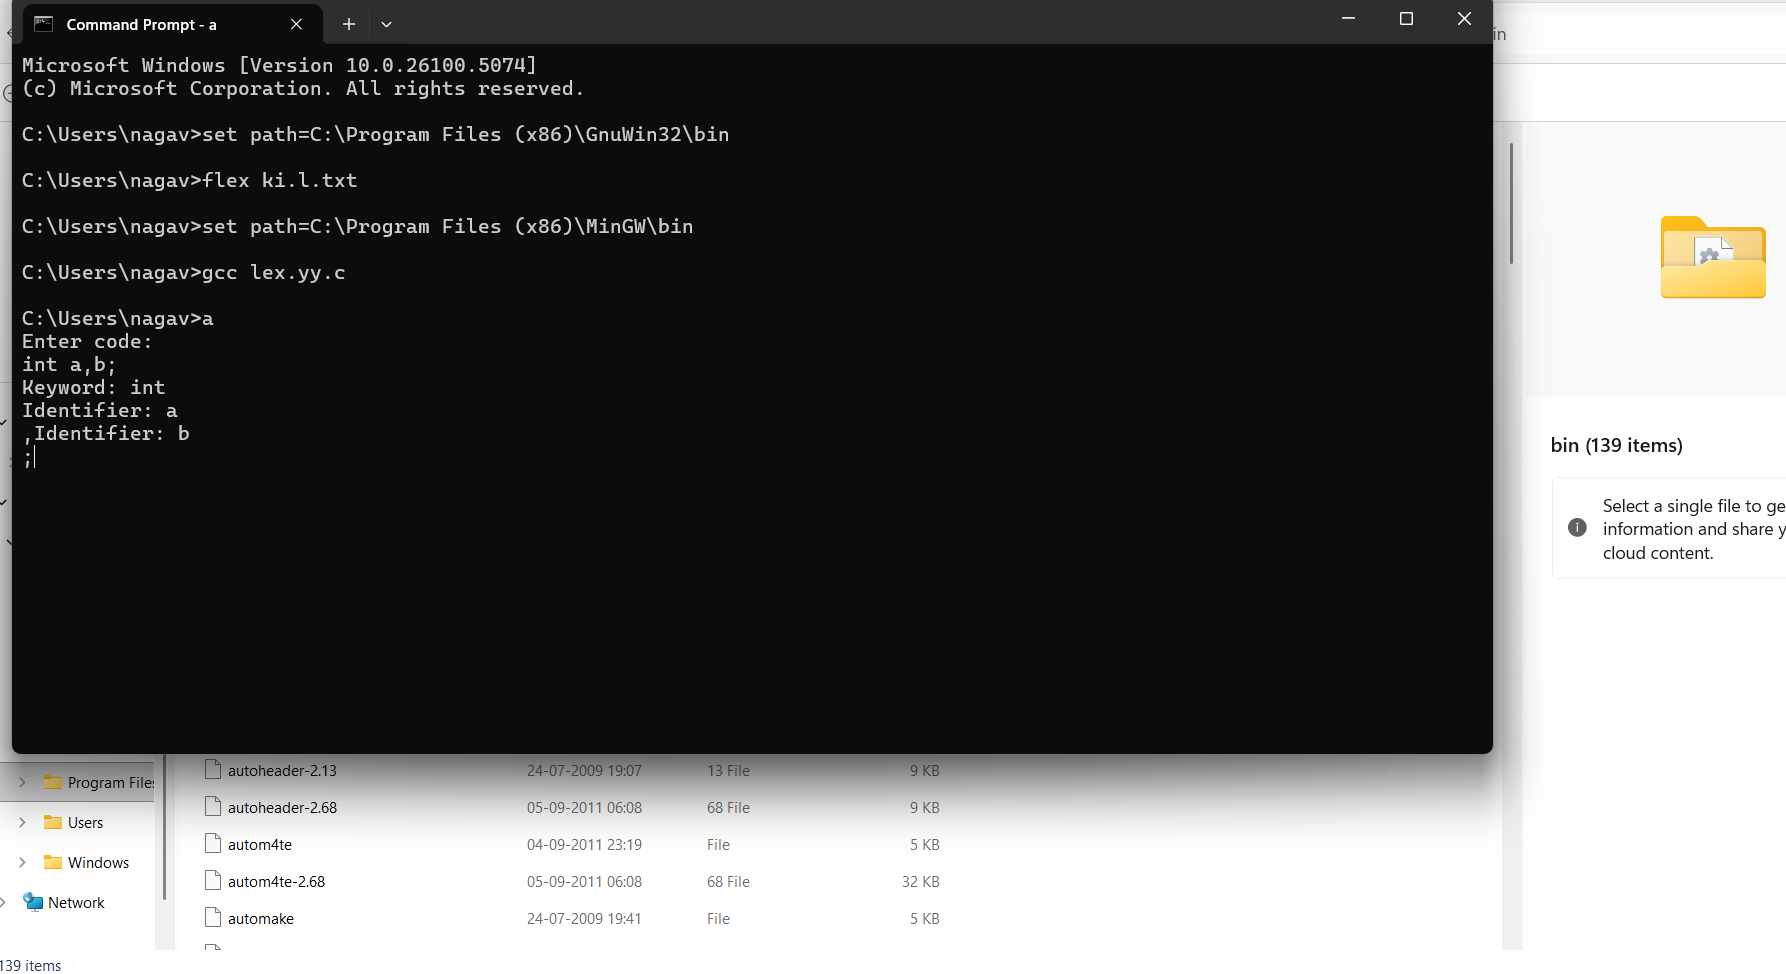 Command Prompt - a
in
Microsoft Windows [Version 10.0.26100.5074]
(c) Microsoft Corporation. All rights reserved.
C:\Users\nagav>set path=C:\Program Files (x86)\GnuWin32\bin
C:\Users\nagav>flex ki.l.txt
C:\Users\nagav>set path=C:\Program Files (x86)\MinGW\bin
C:\Users\nagav>gcc lex.yy.c
C:\Users\nagav>a
Enter code:
int a,b;
Keyword: int
Identifier: a
,Identifier: b
;
bin (139 items)
Select a single file to ge
information and share y
cloud content.
Program Files
Users
Windows
Network
autoheader-2.13 24-07-2009 19:07 13 File 9 KB
autoheader-2.68 05-09-2011 06:08 68 File 9 KB
autom4te 04-09-2011 23:19 File 5 KB
autom4te-2.68 05-09-2011 06:08 68 File 32 KB
automake 24-07-2009 19:41 File 5 KB
139 items